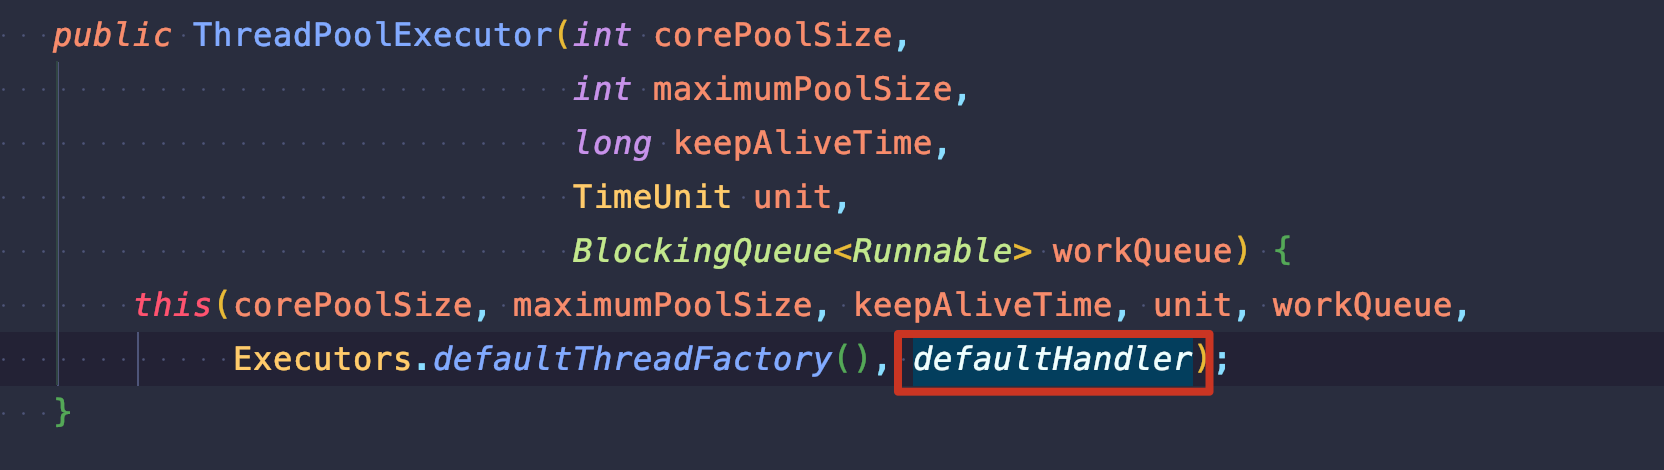 public ThreadPoolExecutor(int corePoolSize,
int maximumPoolSize,
long keepAliveTime,
TimeUnit unit,
BlockingQueue<Runnable> workQueue) {
this(corePoolSize, maximumPoolSize, keepAliveTime, unit, workQueue,
Executors.defaultThreadFactory(), defaultHandler);
}